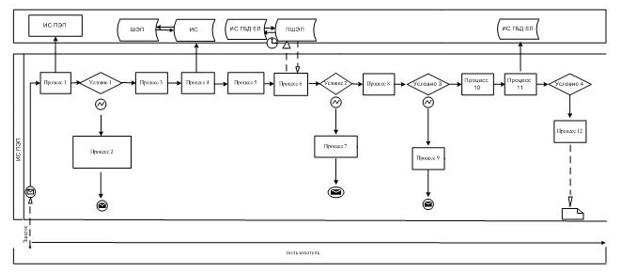 ИС ПЭП
ШЭП
ИС
ИС ГБД ЕЛ
ПШЭП
ИС ГБД ЕЛ
Процесс 1
Условие 1
Процесс 3
Процесс 4
Процесс 5
Процесс 6
Условие 2
Процесс 8
Условие 3
Процесс
10
Процесс
11
Условие 4
ИС ПЭП
Процесс 2
Процесс 7
Процесс 9
Процесс 12
Запрос
пользователь